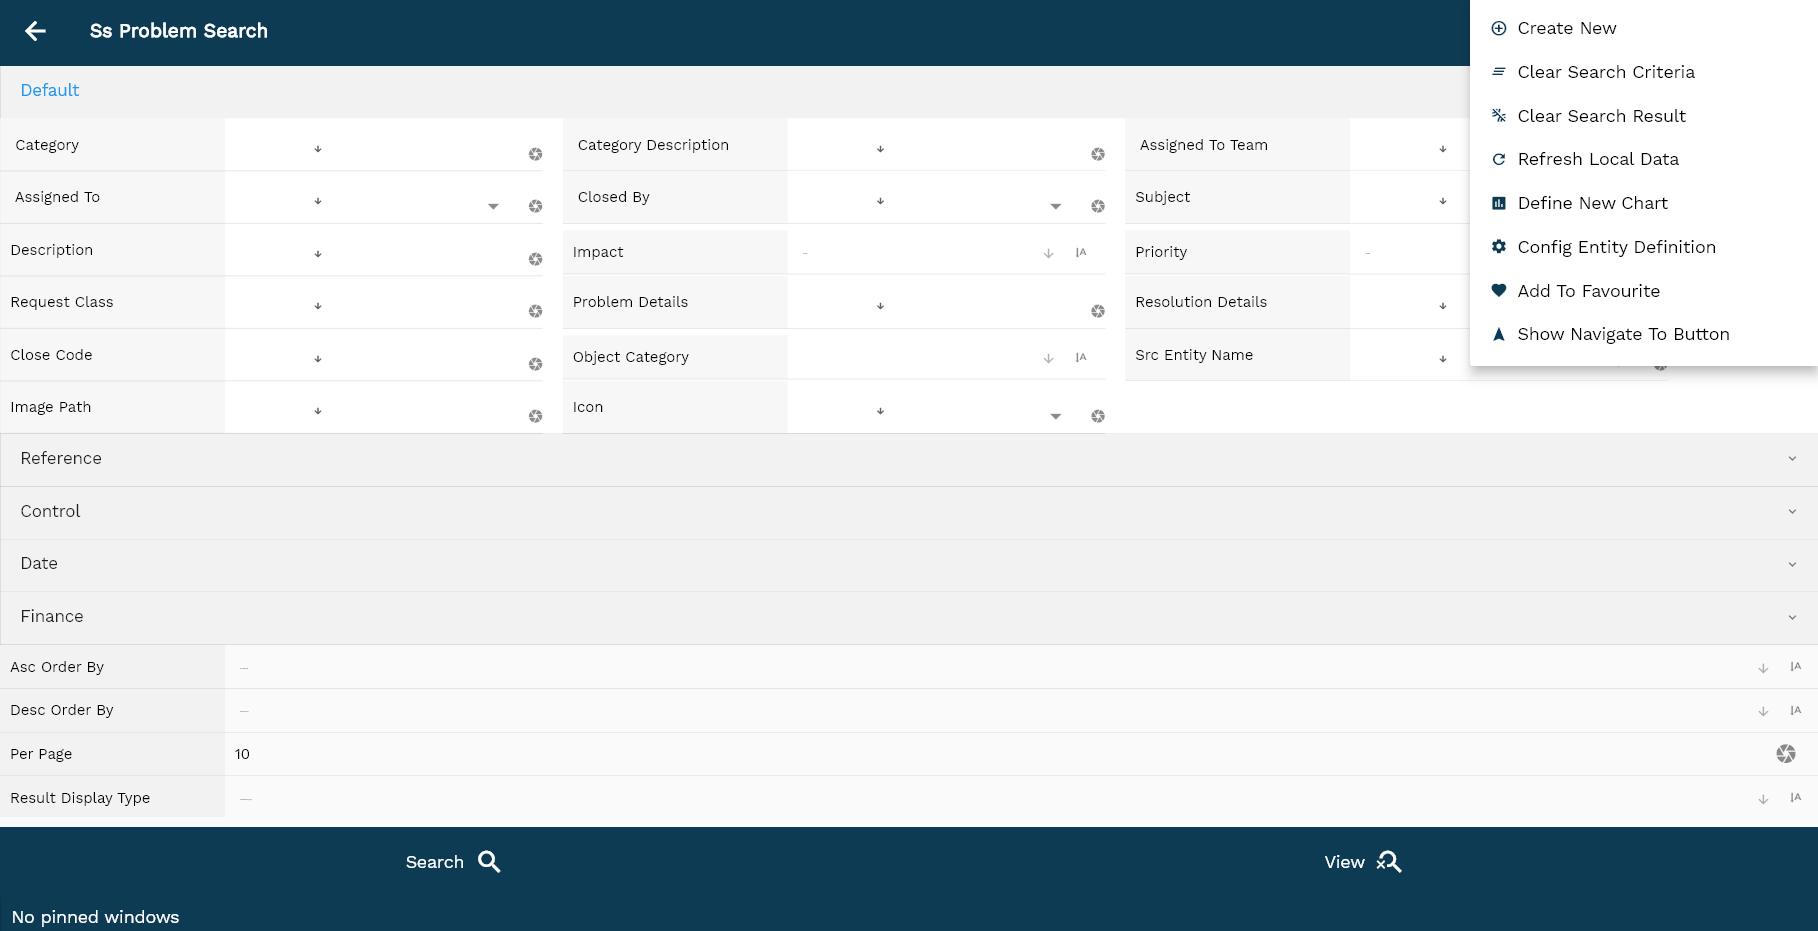 Ss Problem Search
Create New
Clear Search Criteria
Clear Search Result
Refresh Local Data
Define New Chart
Config Entity Definition
Add To Favourite
Show Navigate To Button
Default
Category
Category Description
Assigned To Team
Assigned To
Closed By
Subject
Description
Impact
-
Priority
-
Request Class
Problem Details
Resolution Details
Close Code
Object Category
Src Entity Name
Image Path
Icon
Reference
Control
Date
Finance
Asc Order By
Desc Order By
Per Page
10
Result Display Type
Search
View
No pinned windows